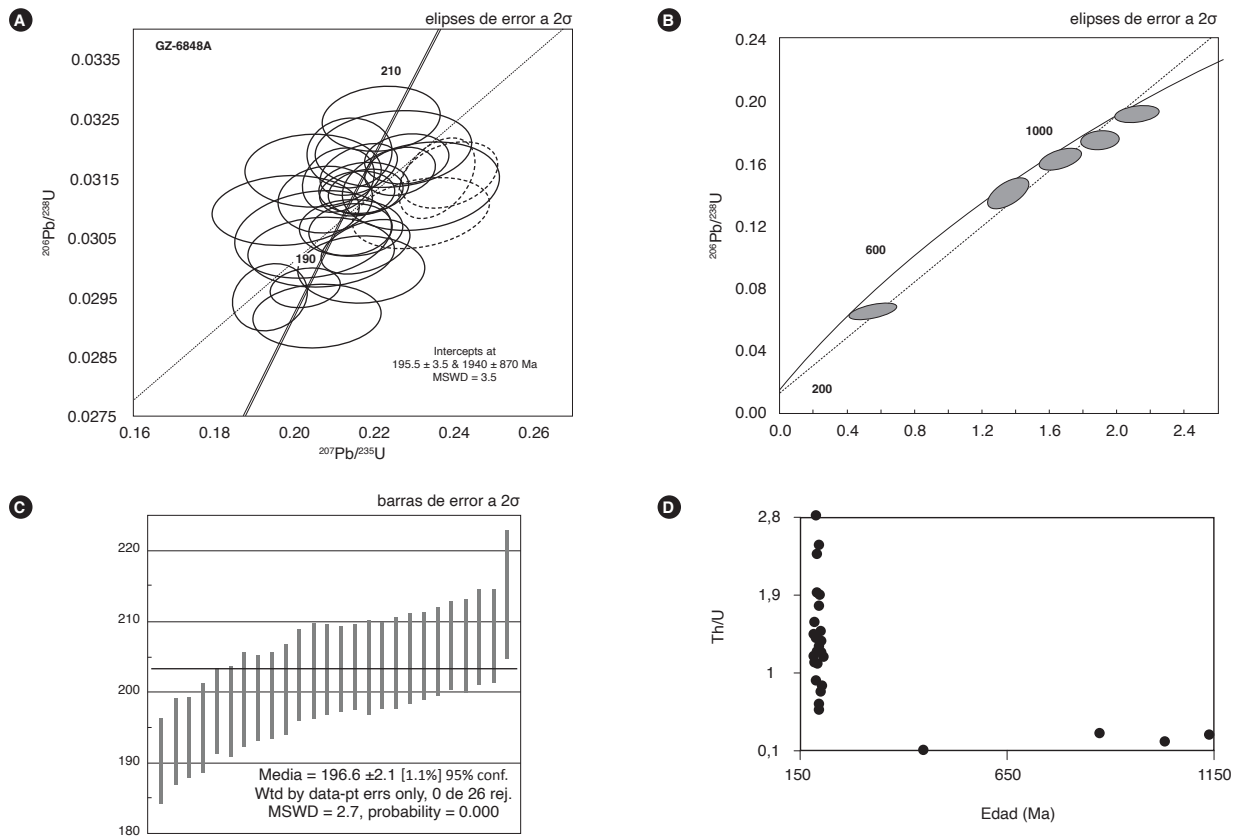 A
elipses de error a 2σ
GZ-6848A
0.0335
0.0325
0.0315
0.0305
0.0295
0.0285
0.0275
²⁰⁶Pb/²³⁸U
210
190
Intercepts at
195.5 ± 3.5 & 1940 ± 870 Ma
MSWD = 3.5
0.16
0.18
0.20
0.22
0.24
0.26
²⁰⁷Pb/²³⁵U
B
elipses de error a 2σ
0.24
0.20
0.16
0.12
0.08
0.04
0.00
²⁰⁶Pb/²³⁸U
1000
600
200
0.0
0.4
0.8
1.2
1.6
2.0
2.4
C
barras de error a 2σ
220
210
200
190
180
Media = 196.6 ±2.1 [1.1%] 95% conf.
Wtd by data-pt errs only, 0 de 26 rej.
MSWD = 2.7, probability = 0.000
D
2,8
1,9
1
0,1
Th/U
150
650
1150
Edad (Ma)